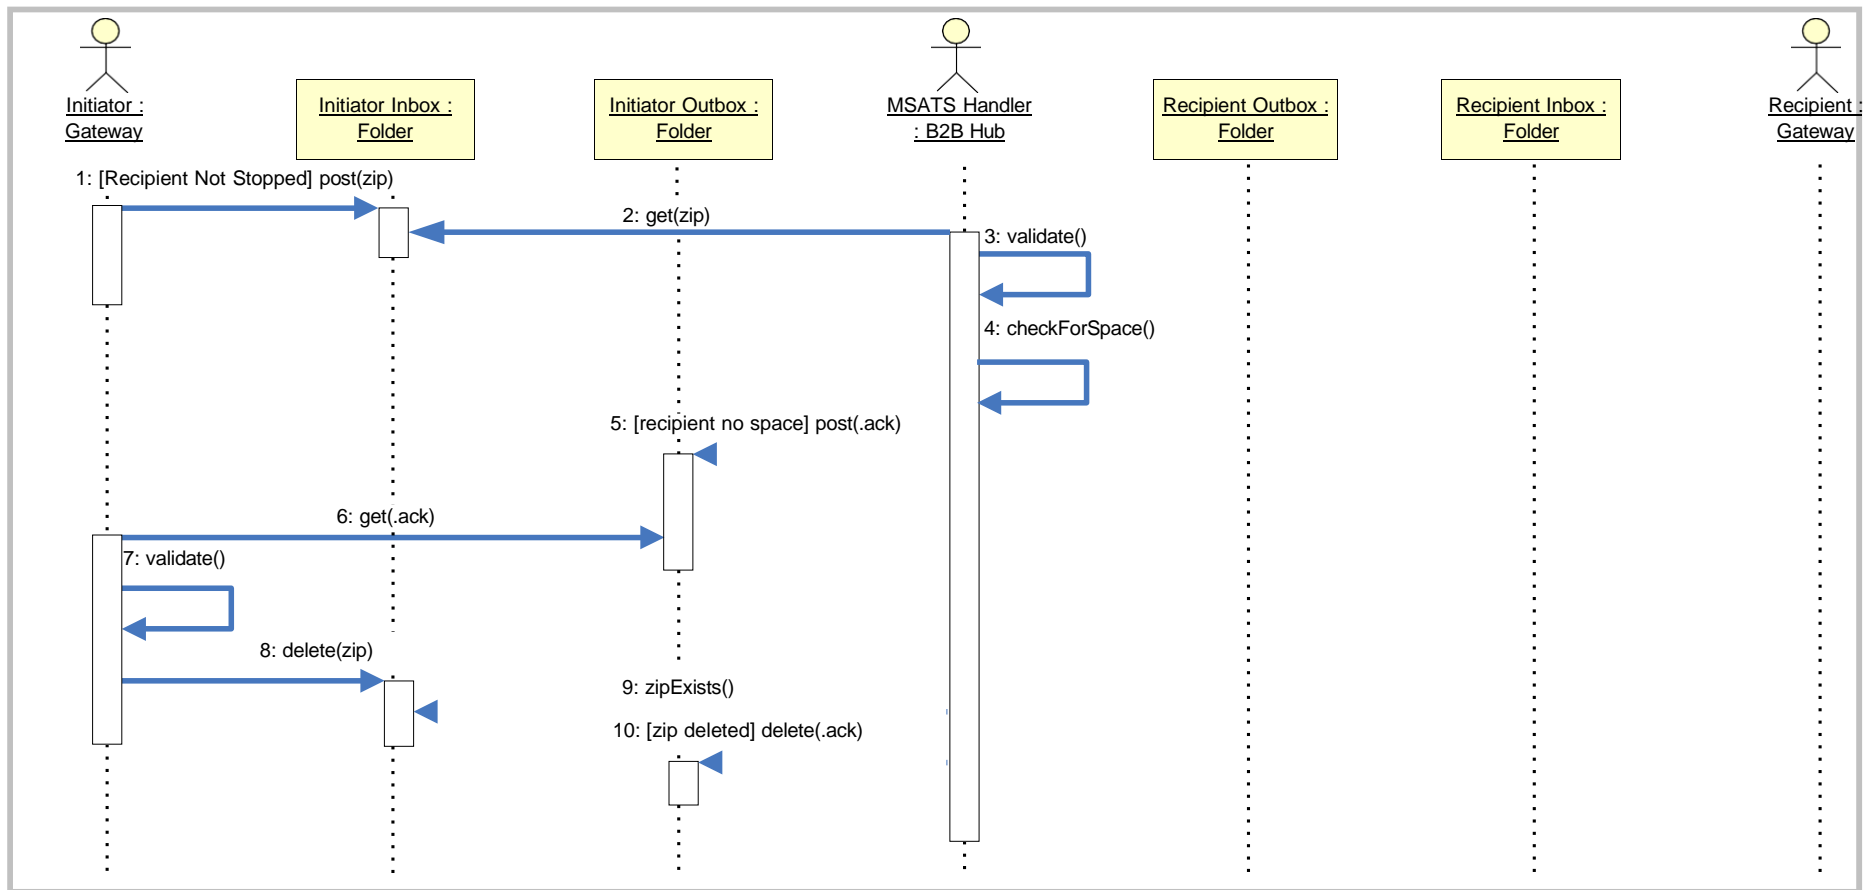 Initiator :
Gateway
Initiator Inbox :
Folder
Initiator Outbox :
Folder
MSATS Handler
: B2B Hub
Recipient Outbox :
Folder
Recipient Inbox :
Folder
Recipient :
Gateway
1: [Recipient Not Stopped] post(zip)
2: get(zip)
3: validate()
4: checkForSpace()
5: [recipient no space] post(.ack)
6: get(.ack)
7: validate()
8: delete(zip)
9: zipExists()
10: [zip deleted] delete(.ack)